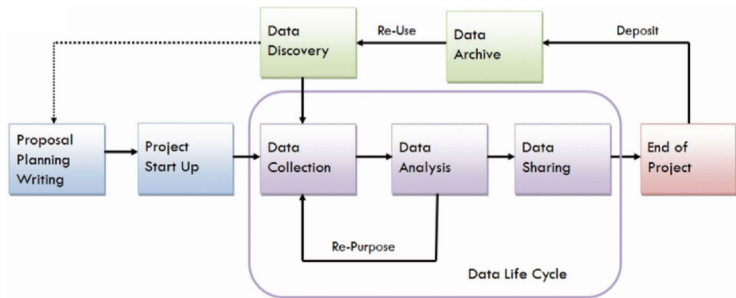 Data
Discovery
Re-Use
Data
Archive
Deposit
Proposal
Planning
Writing
Project
Start Up
Data
Collection
Data
Analysis
Data
Sharing
End of
Project
Re-Purpose
Data Life Cycle